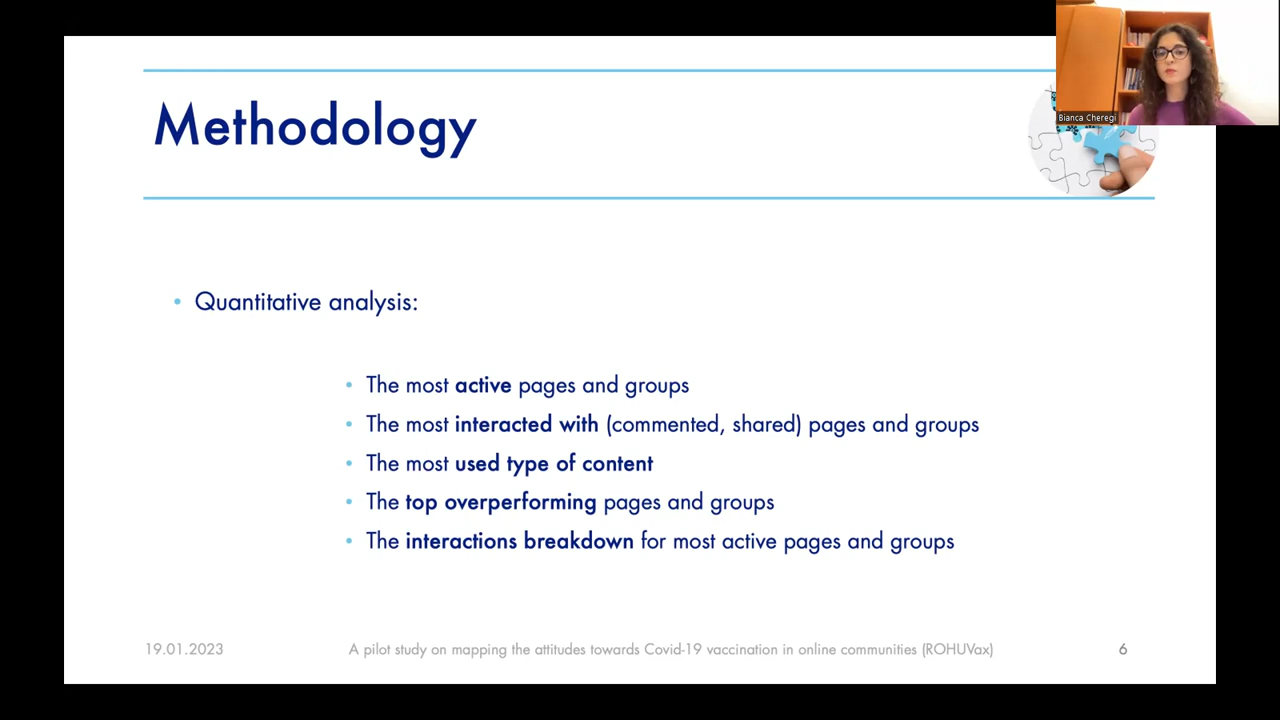 Methodology
Bianca Cheregi
• Quantitative analysis:
• The most active pages and groups
• The most interacted with (commented, shared) pages and groups
• The most used type of content
• The top overperforming pages and groups
• The interactions breakdown for most active pages and groups
19.01.2023
A pilot study on mapping the attitudes towards Covid-19 vaccination in online communities (ROHUVax)
6